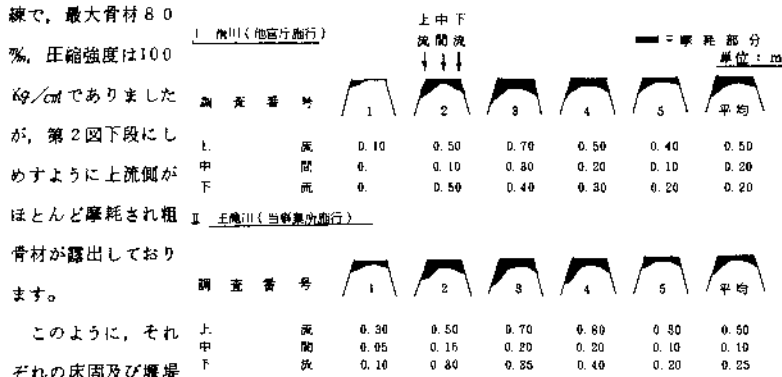 練で，最大骨材80
%，圧縮強度は100
Kg/cm²でありました
が，第2図下段にし
めすように上流側が
ほとんど摩耗され粗
骨材が露出しており
ます。
このように，それ
ぞれの床固及び堰堤
I 川（他官庁施行）
上 中 下
流 間 流
↓ ↓ ↓
＝摩耗部分
単位：m
調査番号 1 2 3 4 5 平均
上流 0.10 0.50 0.70 0.50 0.40 0.50
中間 0. 0.10 0.30 0.20 0.10 0.20
下流 0. 0.50 0.40 0.30 0.20 0.20
II 王滝川（当事業所施行）
調査番号 1 2 3 4 5 平均
上流 0.30 0.50 0.70 0.80 0.30 0.50
中間 0.05 0.15 0.20 0.20 0.10 0.10
下流 0.10 0.30 0.35 0.40 0.20 0.25